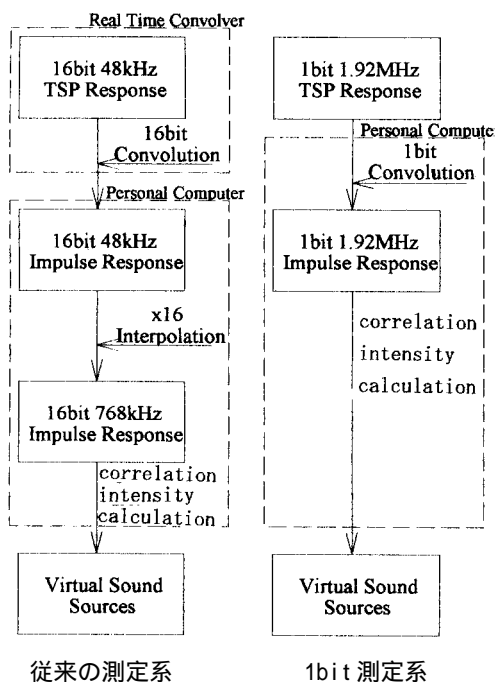 Real Time Convolver
16bit 48kHz
TSP Response
16bit
Convolution
Personal Computer
16bit 48kHz
Impulse Response
x16
Interpolation
16bit 768kHz
Impulse Response
correlation
intensity
calculation
Virtual Sound
Sources
従来の測定系
1bit 1.92MHz
TSP Response
Personal Computer
1bit
Convolution
1bit 1.92MHz
Impulse Response
correlation
intensity
calculation
Virtual Sound
Sources
1bit 測定系